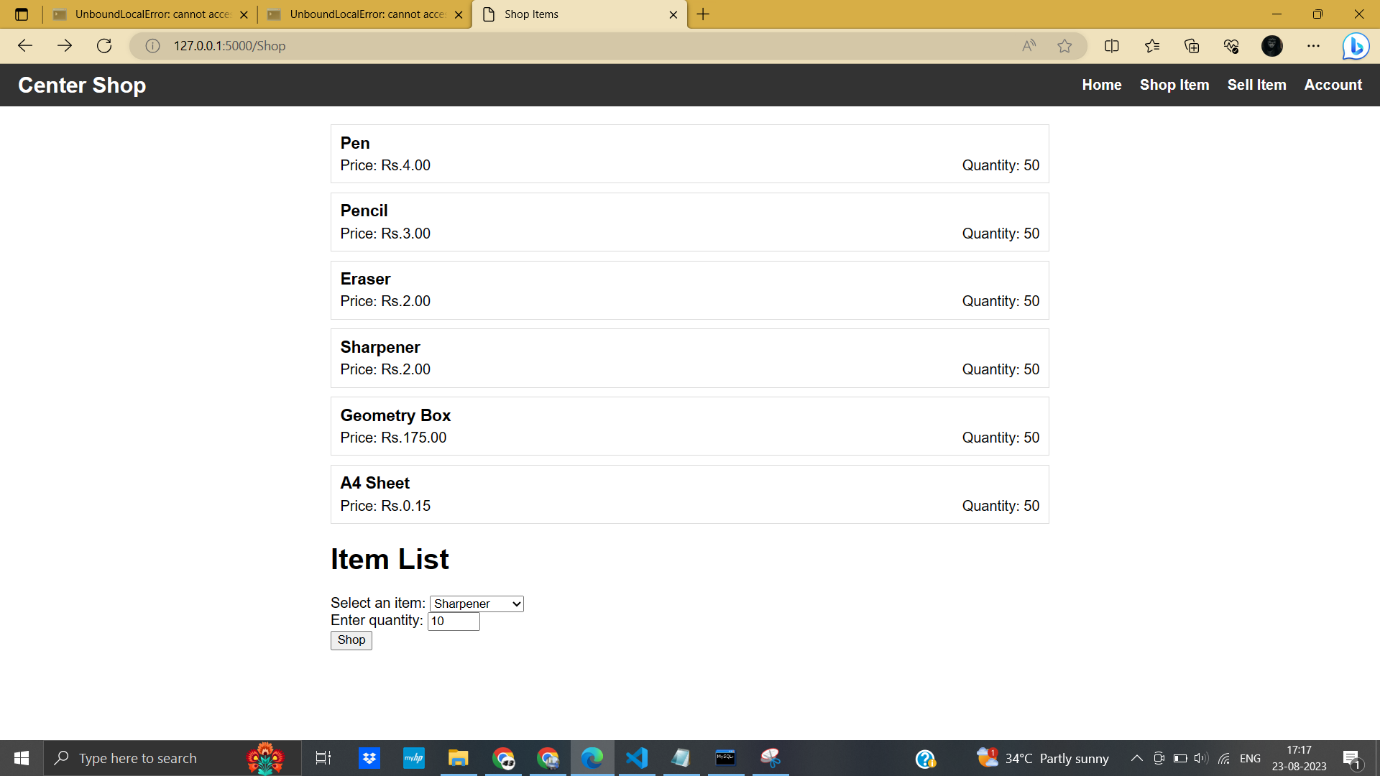 UnboundLocalError: cannot acce
UnboundLocalError: cannot acce
Shop Items
127.0.0.1:5000/Shop
Center Shop
Home Shop Item Sell Item Account
Pen
Price: Rs.4.00 Quantity: 50
Pencil
Price: Rs.3.00 Quantity: 50
Eraser
Price: Rs.2.00 Quantity: 50
Sharpener
Price: Rs.2.00 Quantity: 50
Geometry Box
Price: Rs.175.00 Quantity: 50
A4 Sheet
Price: Rs.0.15 Quantity: 50
Item List
Select an item: Sharpener
Enter quantity: 10
Shop
Type here to search
myhp
MySQL
1
34°C Partly sunny
ENG
17:17
23-08-2023
1